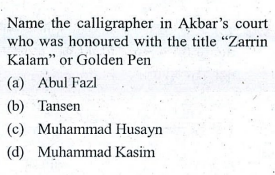 Name the calligrapher in Akbar's court
who was honoured with the title "Zarrin
Kalam" or Golden Pen
(a) Abul Fazl
(b) Tansen
(c) Muhammad Husayn
(d) Muhammad Kasim